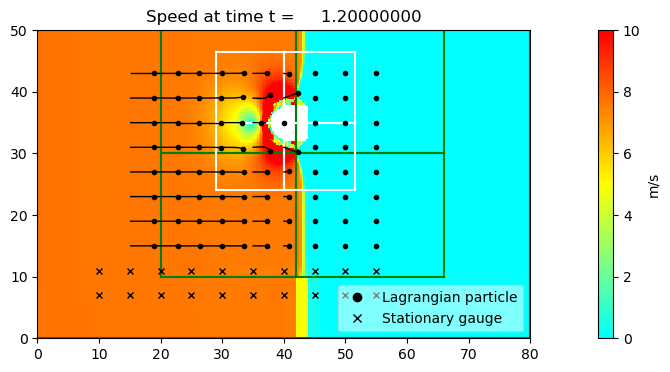 Speed at time t = 1.20000000
50
40
30
20
10
0
0 10 20 30 40 50 60 70 80
Lagrangian particle
Stationary gauge
10
8
6
4
2
0
m/s